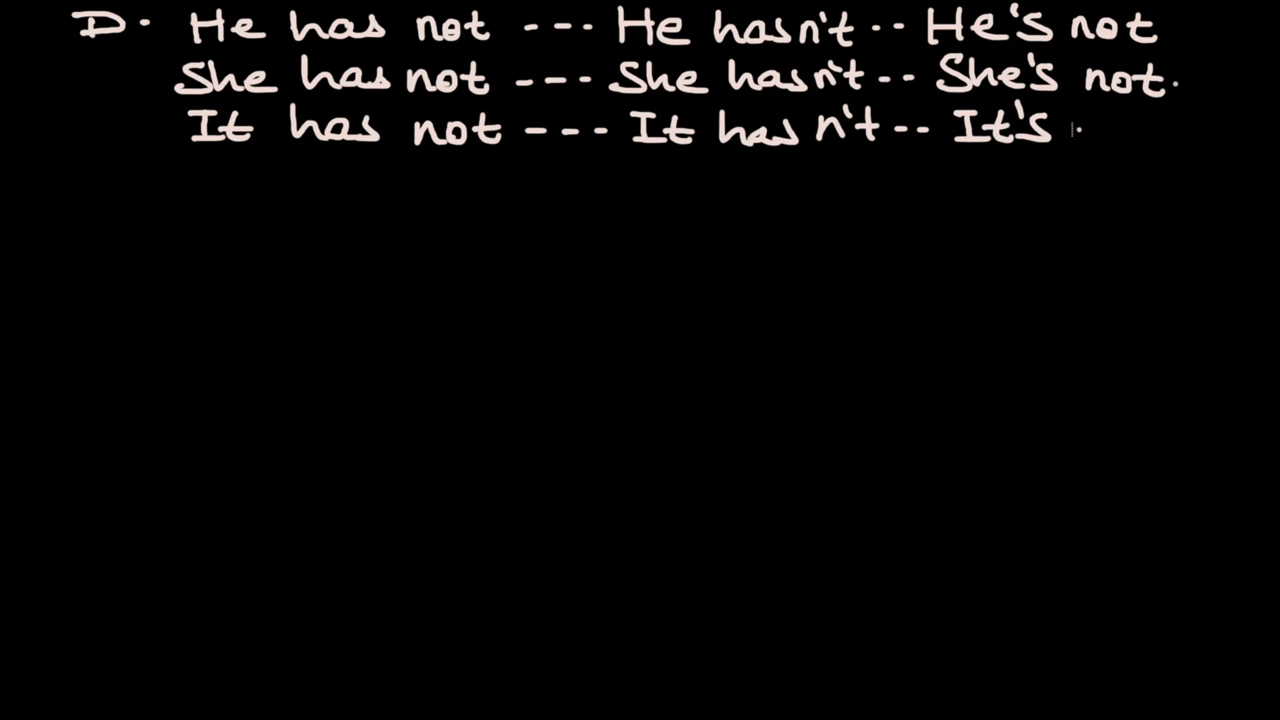 D. He has not --- He hasn't -- He's not
She has not --- She hasn't -- She's not.
It has not --- It hasn't -- It's